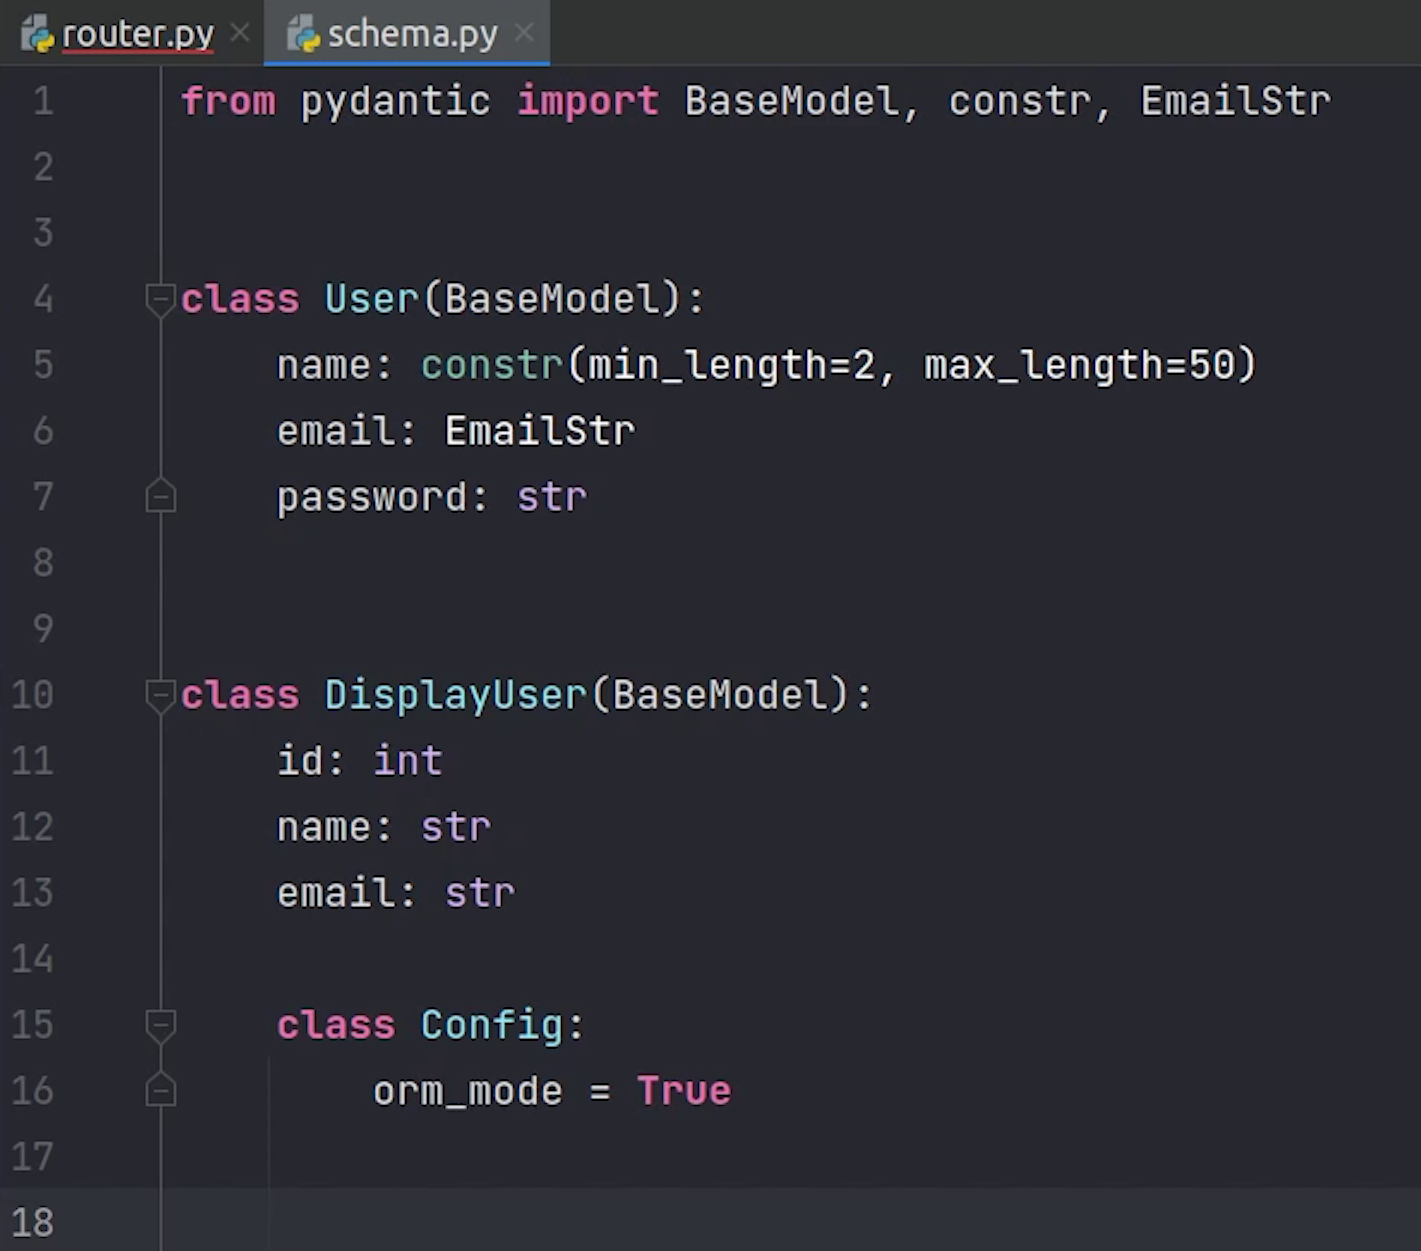 router.py × schema.py ×
1 from pydantic import BaseModel, constr, EmailStr
2
3
4 class User(BaseModel):
5     name: constr(min_length=2, max_length=50)
6     email: EmailStr
7     password: str
8
9
10 class DisplayUser(BaseModel):
11     id: int
12     name: str
13     email: str
14
15     class Config:
16         orm_mode = True
17
18